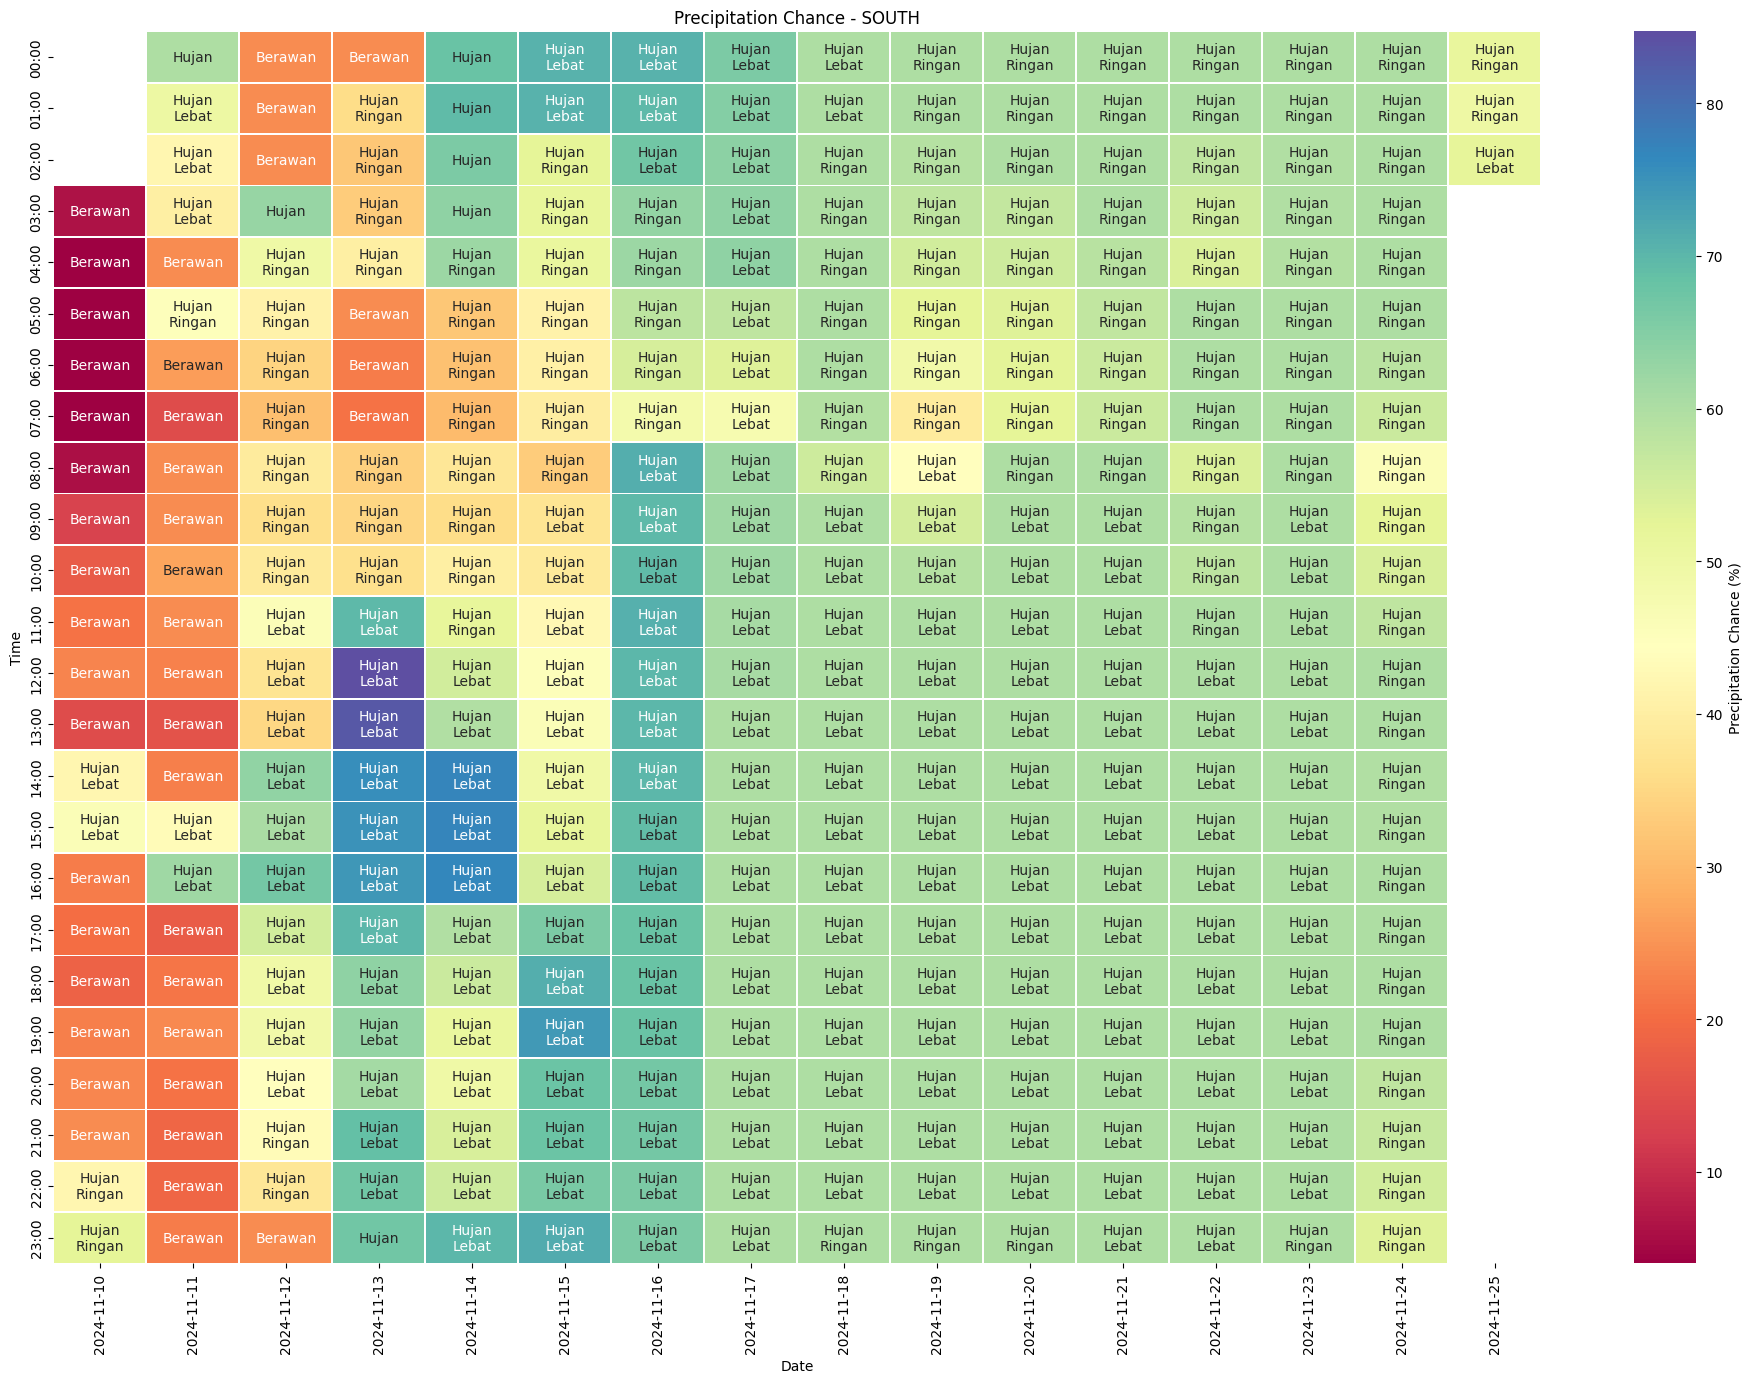 Precipitation Chance - SOUTH
00:00 Hujan Berawan Berawan Hujan Hujan Lebat Hujan Lebat Hujan Lebat Hujan Lebat Hujan Ringan Hujan Ringan Hujan Ringan Hujan Ringan Hujan Ringan Hujan Ringan Hujan Ringan
01:00 Hujan Lebat Berawan Hujan Ringan Hujan Hujan Lebat Hujan Lebat Hujan Lebat Hujan Lebat Hujan Ringan Hujan Ringan Hujan Ringan Hujan Ringan Hujan Ringan Hujan Ringan Hujan Ringan
02:00 Hujan Lebat Berawan Hujan Ringan Hujan Hujan Ringan Hujan Lebat Hujan Lebat Hujan Ringan Hujan Ringan Hujan Ringan Hujan Ringan Hujan Ringan Hujan Ringan Hujan Ringan Hujan Lebat
03:00 Berawan Hujan Lebat Hujan Hujan Ringan Hujan Hujan Ringan Hujan Ringan Hujan Lebat Hujan Ringan Hujan Ringan Hujan Ringan Hujan Ringan Hujan Ringan Hujan Ringan Hujan Ringan
04:00 Berawan Berawan Hujan Ringan Hujan Ringan Hujan Ringan Hujan Ringan Hujan Ringan Hujan Lebat Hujan Ringan Hujan Ringan Hujan Ringan Hujan Ringan Hujan Ringan Hujan Ringan Hujan Ringan
05:00 Berawan Hujan Ringan Hujan Ringan Berawan Hujan Ringan Hujan Ringan Hujan Ringan Hujan Lebat Hujan Ringan Hujan Ringan Hujan Ringan Hujan Ringan Hujan Ringan Hujan Ringan Hujan Ringan
06:00 Berawan Berawan Hujan Ringan Berawan Hujan Ringan Hujan Ringan Hujan Ringan Hujan Lebat Hujan Ringan Hujan Ringan Hujan Ringan Hujan Ringan Hujan Ringan Hujan Ringan Hujan Ringan
07:00 Berawan Berawan Hujan Ringan Berawan Hujan Ringan Hujan Ringan Hujan Ringan Hujan Lebat Hujan Ringan Hujan Ringan Hujan Ringan Hujan Ringan Hujan Ringan Hujan Ringan Hujan Ringan
08:00 Berawan Berawan Hujan Ringan Hujan Ringan Hujan Ringan Hujan Ringan Hujan Lebat Hujan Lebat Hujan Ringan Hujan Lebat Hujan Ringan Hujan Ringan Hujan Ringan Hujan Ringan Hujan Ringan
09:00 Berawan Berawan Hujan Ringan Hujan Ringan Hujan Ringan Hujan Lebat Hujan Lebat Hujan Lebat Hujan Lebat Hujan Lebat Hujan Lebat Hujan Lebat Hujan Ringan Hujan Lebat Hujan Ringan
10:00 Berawan Berawan Hujan Ringan Hujan Ringan Hujan Ringan Hujan Lebat Hujan Lebat Hujan Lebat Hujan Lebat Hujan Lebat Hujan Lebat Hujan Lebat Hujan Ringan Hujan Lebat Hujan Ringan
11:00 Berawan Berawan Hujan Lebat Hujan Lebat Hujan Ringan Hujan Lebat Hujan Lebat Hujan Lebat Hujan Lebat Hujan Lebat Hujan Lebat Hujan Lebat Hujan Ringan Hujan Lebat Hujan Ringan
12:00 Berawan Berawan Hujan Lebat Hujan Lebat Hujan Lebat Hujan Lebat Hujan Lebat Hujan Lebat Hujan Lebat Hujan Lebat Hujan Lebat Hujan Lebat Hujan Lebat Hujan Lebat Hujan Ringan
13:00 Berawan Berawan Hujan Lebat Hujan Lebat Hujan Lebat Hujan Lebat Hujan Lebat Hujan Lebat Hujan Lebat Hujan Lebat Hujan Lebat Hujan Lebat Hujan Lebat Hujan Lebat Hujan Ringan
14:00 Hujan Lebat Berawan Hujan Lebat Hujan Lebat Hujan Lebat Hujan Lebat Hujan Lebat Hujan Lebat Hujan Lebat Hujan Lebat Hujan Lebat Hujan Lebat Hujan Lebat Hujan Lebat Hujan Ringan
15:00 Hujan Lebat Hujan Lebat Hujan Lebat Hujan Lebat Hujan Lebat Hujan Lebat Hujan Lebat Hujan Lebat Hujan Lebat Hujan Lebat Hujan Lebat Hujan Lebat Hujan Lebat Hujan Lebat Hujan Ringan
16:00 Berawan Hujan Lebat Hujan Lebat Hujan Lebat Hujan Lebat Hujan Lebat Hujan Lebat Hujan Lebat Hujan Lebat Hujan Lebat Hujan Lebat Hujan Lebat Hujan Lebat Hujan Lebat Hujan Ringan
17:00 Berawan Berawan Hujan Lebat Hujan Lebat Hujan Lebat Hujan Lebat Hujan Lebat Hujan Lebat Hujan Lebat Hujan Lebat Hujan Lebat Hujan Lebat Hujan Lebat Hujan Lebat Hujan Ringan
18:00 Berawan Berawan Hujan Lebat Hujan Lebat Hujan Lebat Hujan Lebat Hujan Lebat Hujan Lebat Hujan Lebat Hujan Lebat Hujan Lebat Hujan Lebat Hujan Lebat Hujan Lebat Hujan Ringan
19:00 Berawan Berawan Hujan Lebat Hujan Lebat Hujan Lebat Hujan Lebat Hujan Lebat Hujan Lebat Hujan Lebat Hujan Lebat Hujan Lebat Hujan Lebat Hujan Lebat Hujan Lebat Hujan Ringan
20:00 Berawan Berawan Hujan Lebat Hujan Lebat Hujan Lebat Hujan Lebat Hujan Lebat Hujan Lebat Hujan Lebat Hujan Lebat Hujan Lebat Hujan Lebat Hujan Lebat Hujan Lebat Hujan Ringan
21:00 Berawan Berawan Hujan Ringan Hujan Lebat Hujan Lebat Hujan Lebat Hujan Lebat Hujan Lebat Hujan Lebat Hujan Lebat Hujan Lebat Hujan Lebat Hujan Lebat Hujan Lebat Hujan Ringan
22:00 Hujan Ringan Berawan Hujan Ringan Hujan Lebat Hujan Lebat Hujan Lebat Hujan Lebat Hujan Lebat Hujan Lebat Hujan Lebat Hujan Lebat Hujan Lebat Hujan Lebat Hujan Lebat Hujan Ringan
23:00 Hujan Ringan Berawan Berawan Hujan Hujan Lebat Hujan Lebat Hujan Lebat Hujan Lebat Hujan Ringan Hujan Ringan Hujan Ringan Hujan Lebat Hujan Lebat Hujan Ringan Hujan Ringan
Time
2024-11-10 2024-11-11 2024-11-12 2024-11-13 2024-11-14 2024-11-15 2024-11-16 2024-11-17 2024-11-18 2024-11-19 2024-11-20 2024-11-21 2024-11-22 2024-11-23 2024-11-24 2024-11-25
Date
80
70
60
50
40
30
20
10
Precipitation Chance (%)